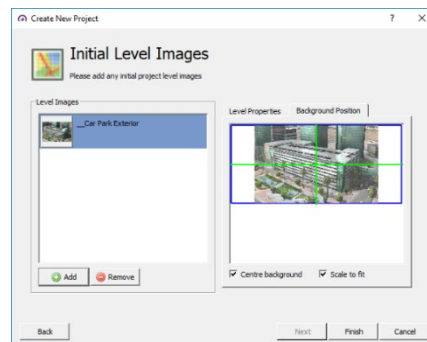 Create New Project
Initial Level Images
Please add any initial project level images
Level Images
__Car Park Exterior
Add
Remove
Level Properties
Background Position
Centre background
Scale to fit
Back
Next
Finish
Cancel